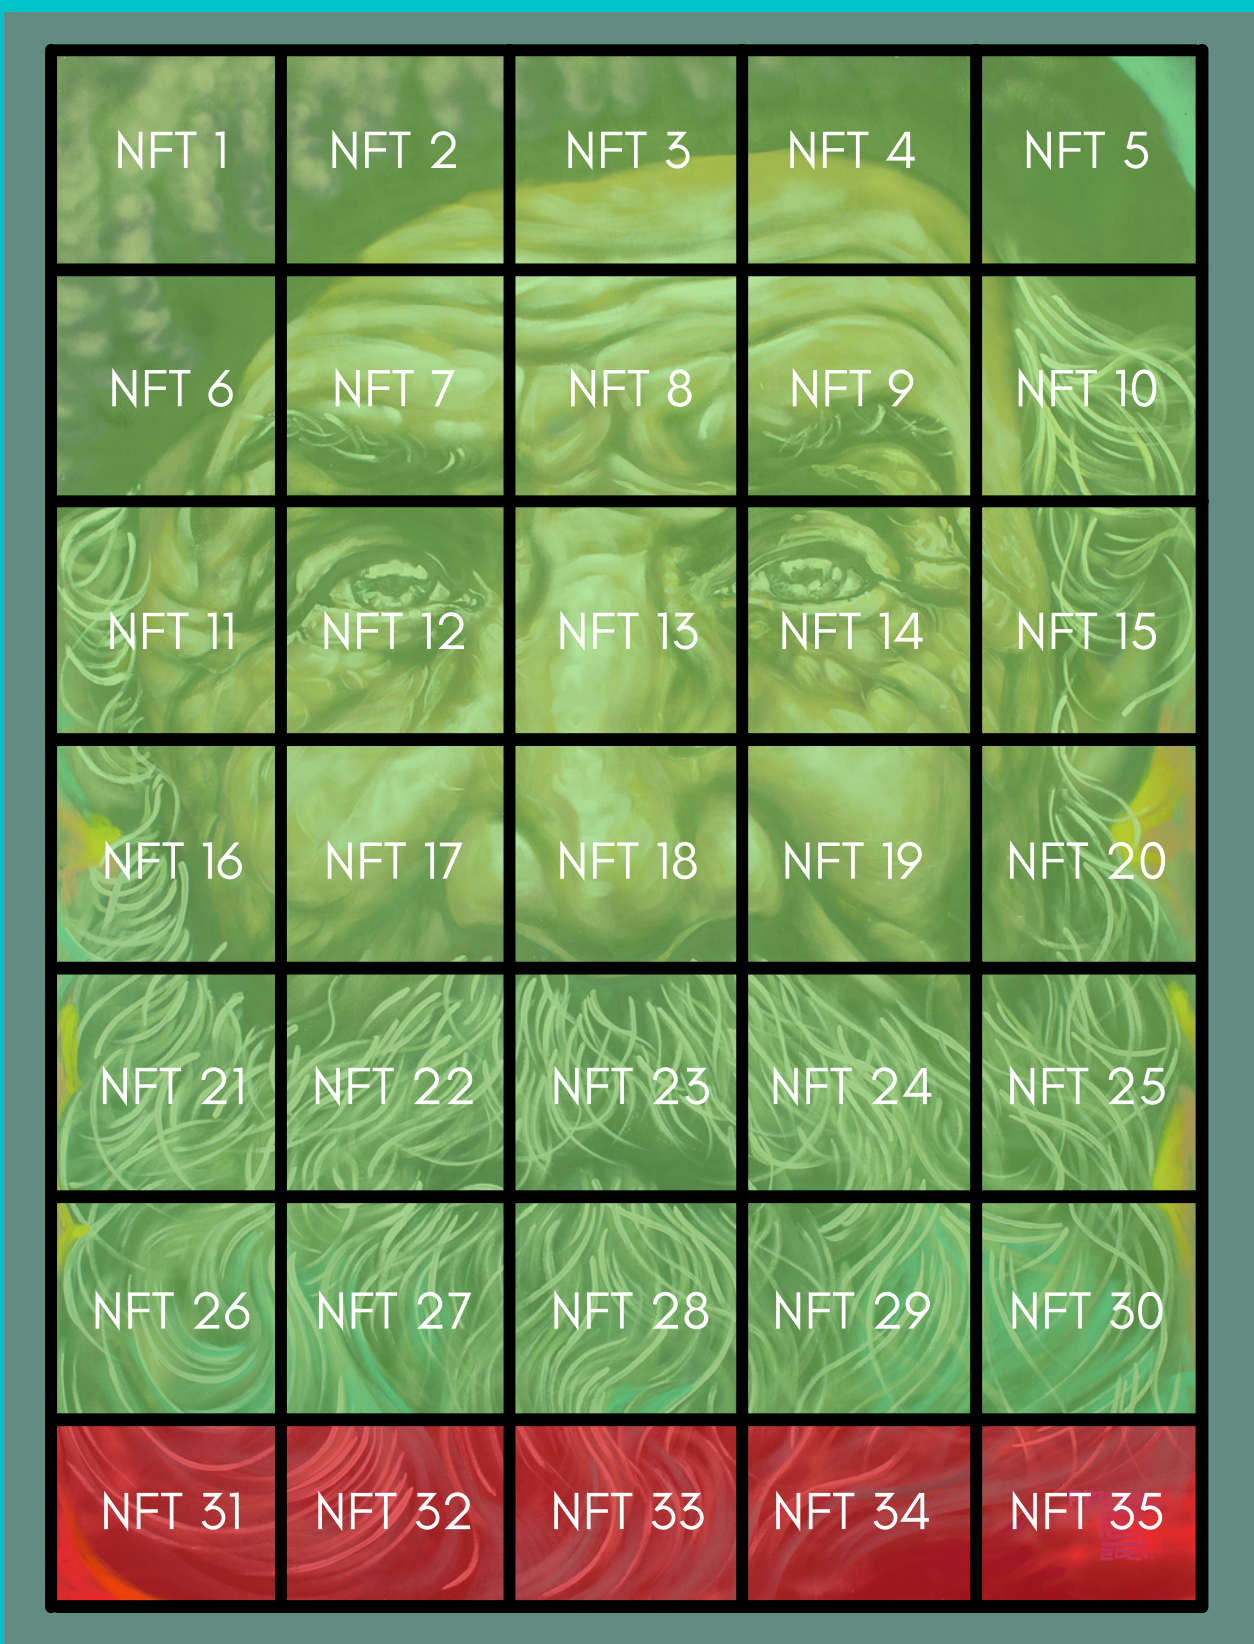 NFT 1 NFT 2 NFT 3 NFT 4 NFT 5
NFT 6 NFT 7 NFT 8 NFT 9 NFT 10
NFT 11 NFT 12 NFT 13 NFT 14 NFT 15
NFT 16 NFT 17 NFT 18 NFT 19 NFT 20
NFT 21 NFT 22 NFT 23 NFT 24 NFT 25
NFT 26 NFT 27 NFT 28 NFT 29 NFT 30
NFT 31 NFT 32 NFT 33 NFT 34 NFT 35
2021